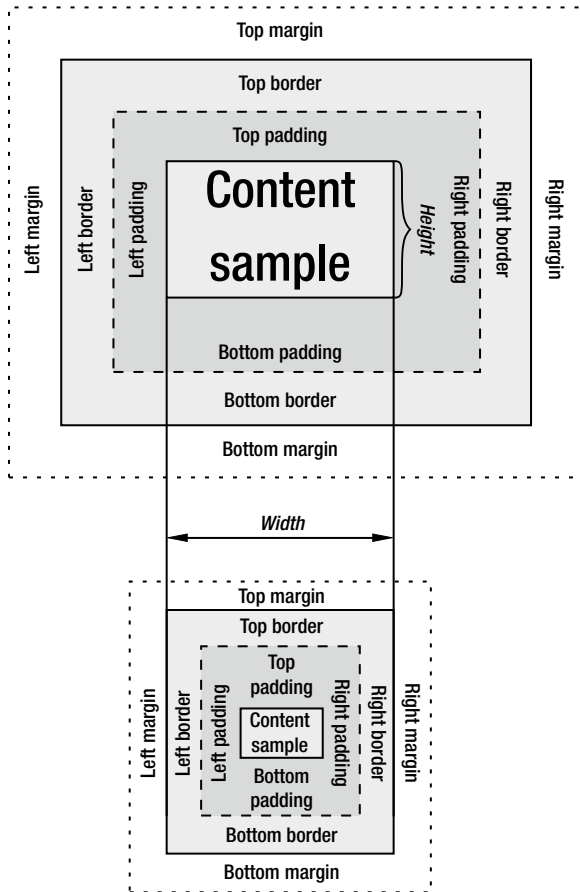 Top margin
Top border
Top padding
Left margin
Left border
Left padding
Content
sample
Height
Right padding
Right border
Right margin
Bottom padding
Bottom border
Bottom margin
Width
Top margin
Top border
Top
padding
Left margin
Left border
Left padding
Content
sample
Right padding
Right border
Right margin
Bottom
padding
Bottom border
Bottom margin